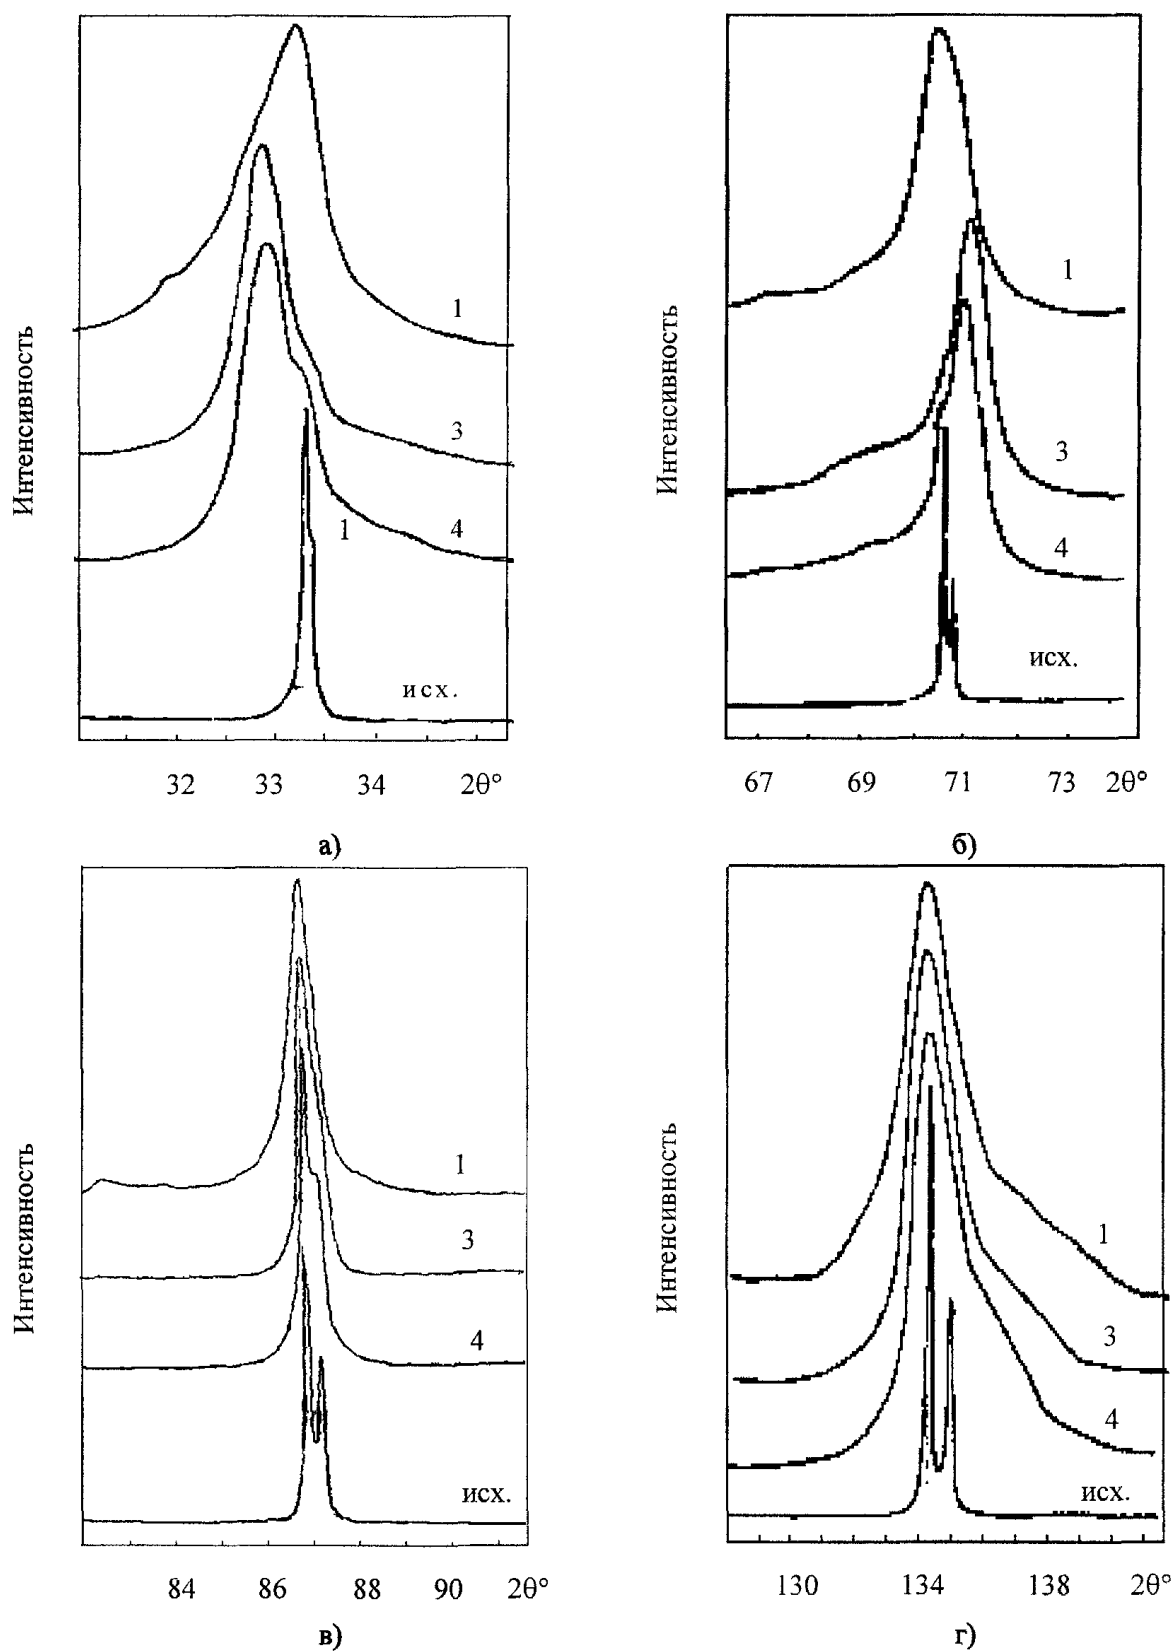 Интенсивность
1
3
1
4
исх.
32 33 34 2θ°
а)
Интенсивность
1
3
4
исх.
67 69 71 73 2θ°
б)
Интенсивность
1
3
4
исх.
84 86 88 90 2θ°
в)
Интенсивность
1
3
4
исх.
130 134 138 2θ°
г)